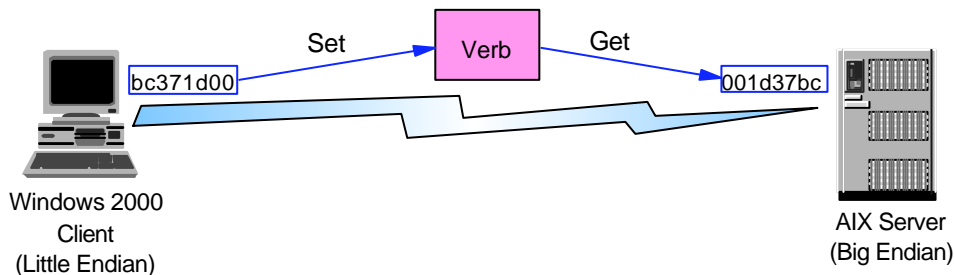 Set
Verb
Get
bc371d00
001d37bc
Windows 2000
Client
(Little Endian)
AIX Server
(Big Endian)